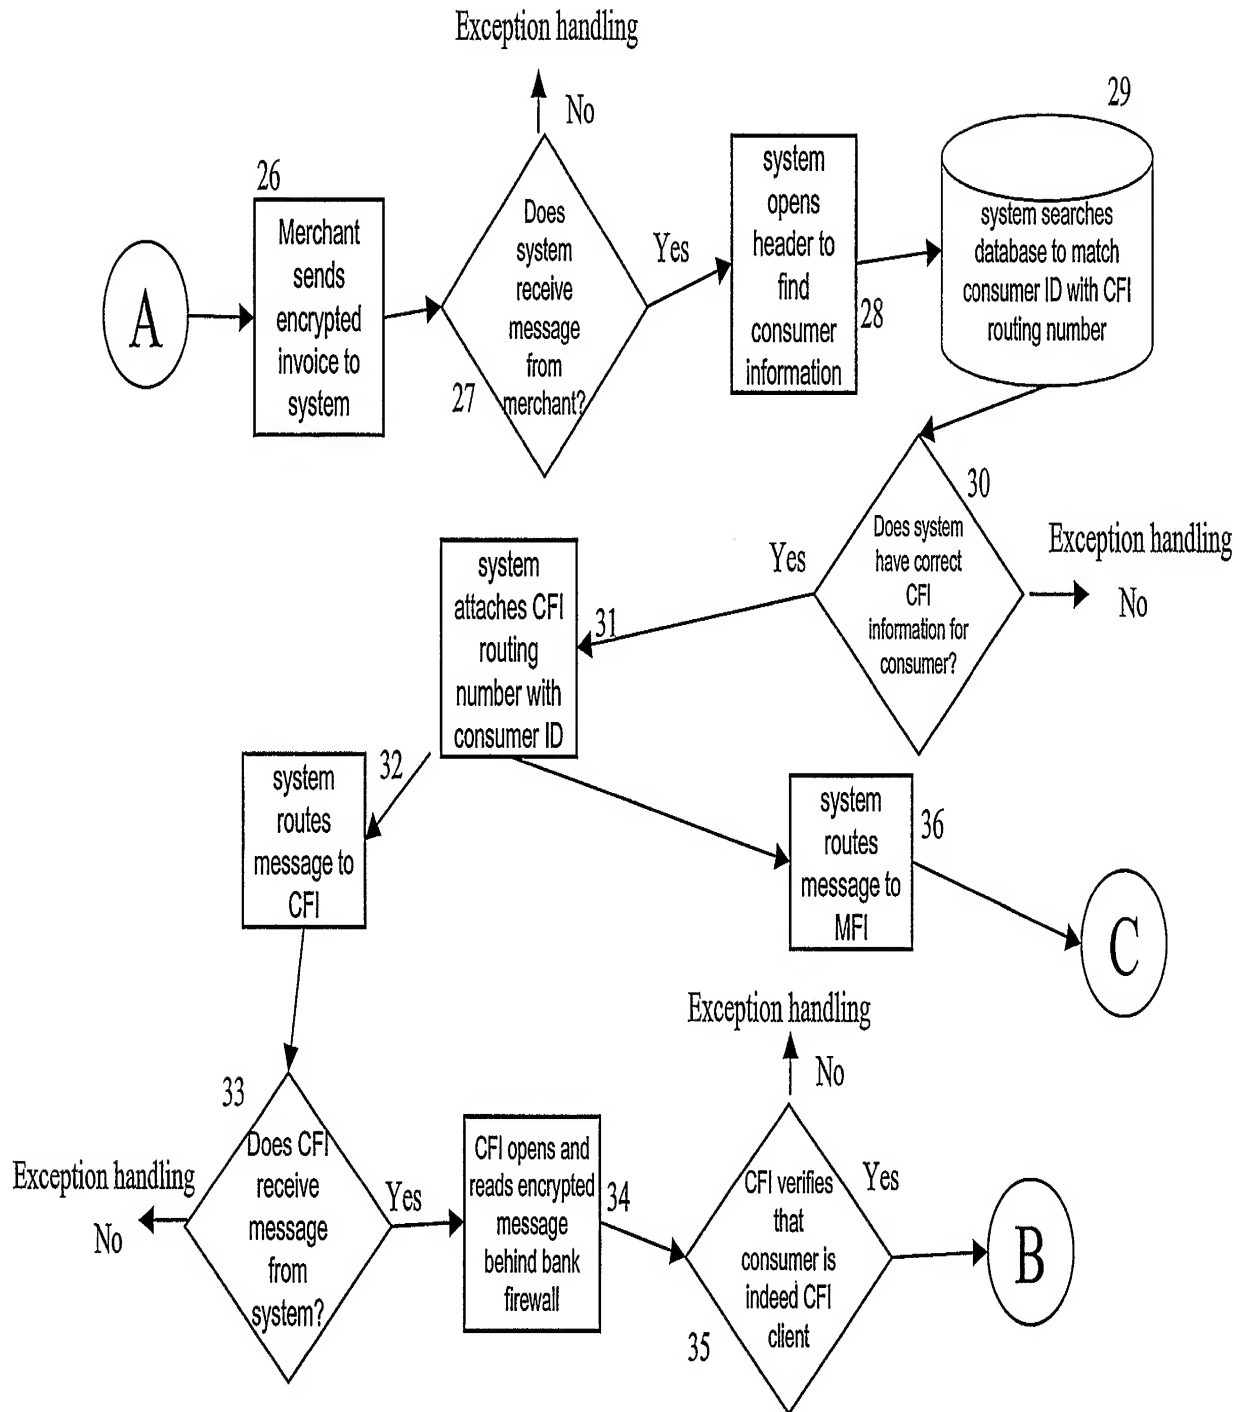 Exception handling
No
29
26
A
Merchant
sends
encrypted
invoice to
system
Does
system
receive
message
from
merchant?
27
Yes
system
opens
header to
find
consumer
information
28
system searches
database to match
consumer ID with CFI
routing number
30
Does system
have correct
CFI
information for
consumer?
Exception handling
No
Yes
31
system
attaches CFI
routing
number with
consumer ID
32
system
routes
message to
CFI
system
routes
message to
MFI
36
C
33
Does CFI
receive
message
from
system?
Exception handling
No
Yes
CFI opens and
reads encrypted
message
behind bank
firewall
34
Exception handling
No
CFI verifies
that
consumer is
indeed CFI
client
35
Yes
B